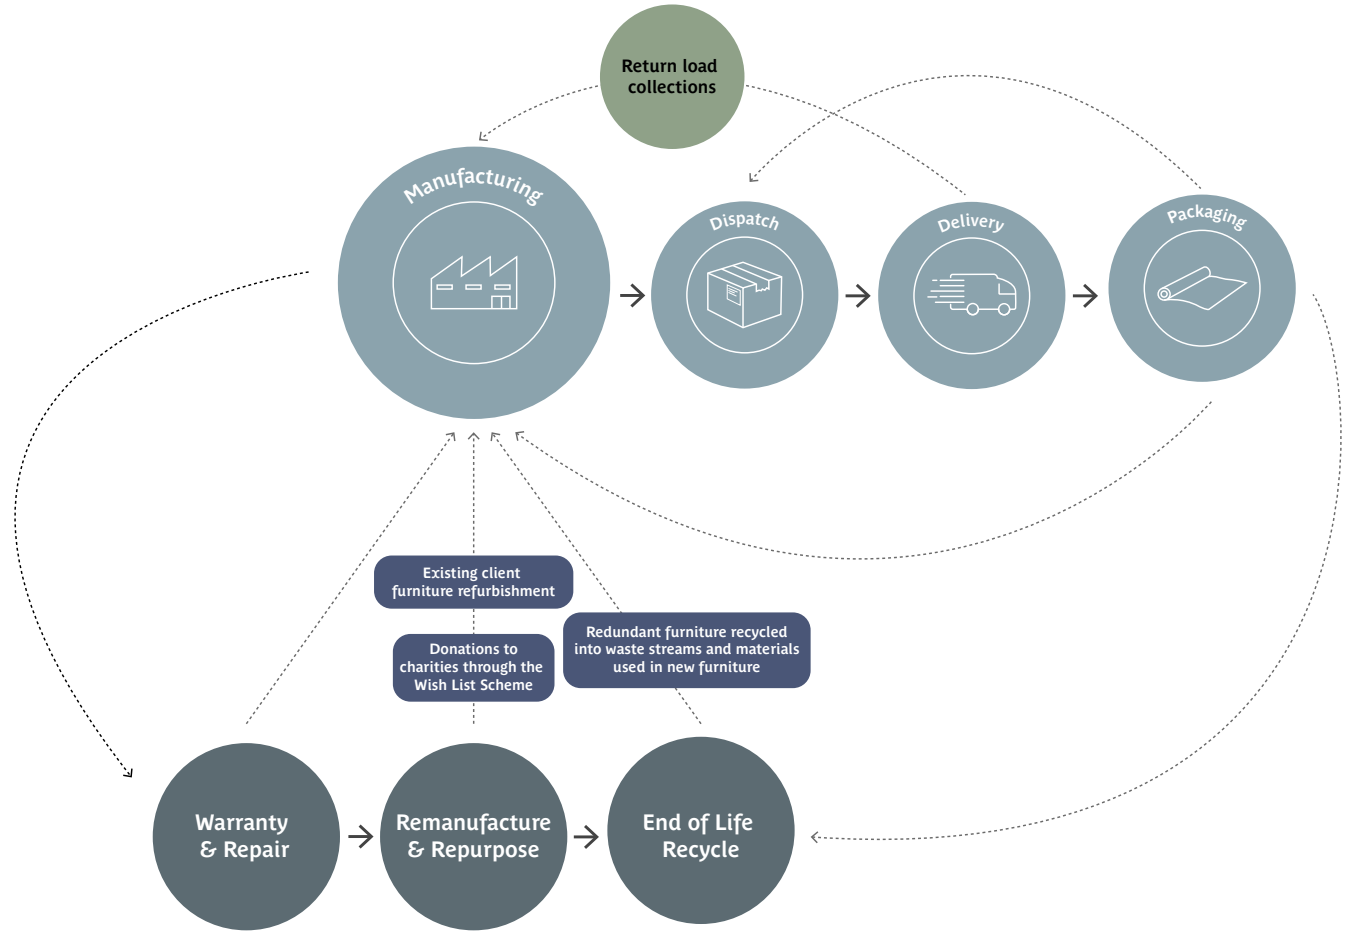 Return load
collections
Manufacturing
Dispatch
Delivery
Packaging
Existing client
furniture refurbishment
Donations to
charities through the
Wish List Scheme
Redundant furniture recycled
into waste streams and materials
used in new furniture
Warranty
& Repair
Remanufacture
& Repurpose
End of Life
Recycle